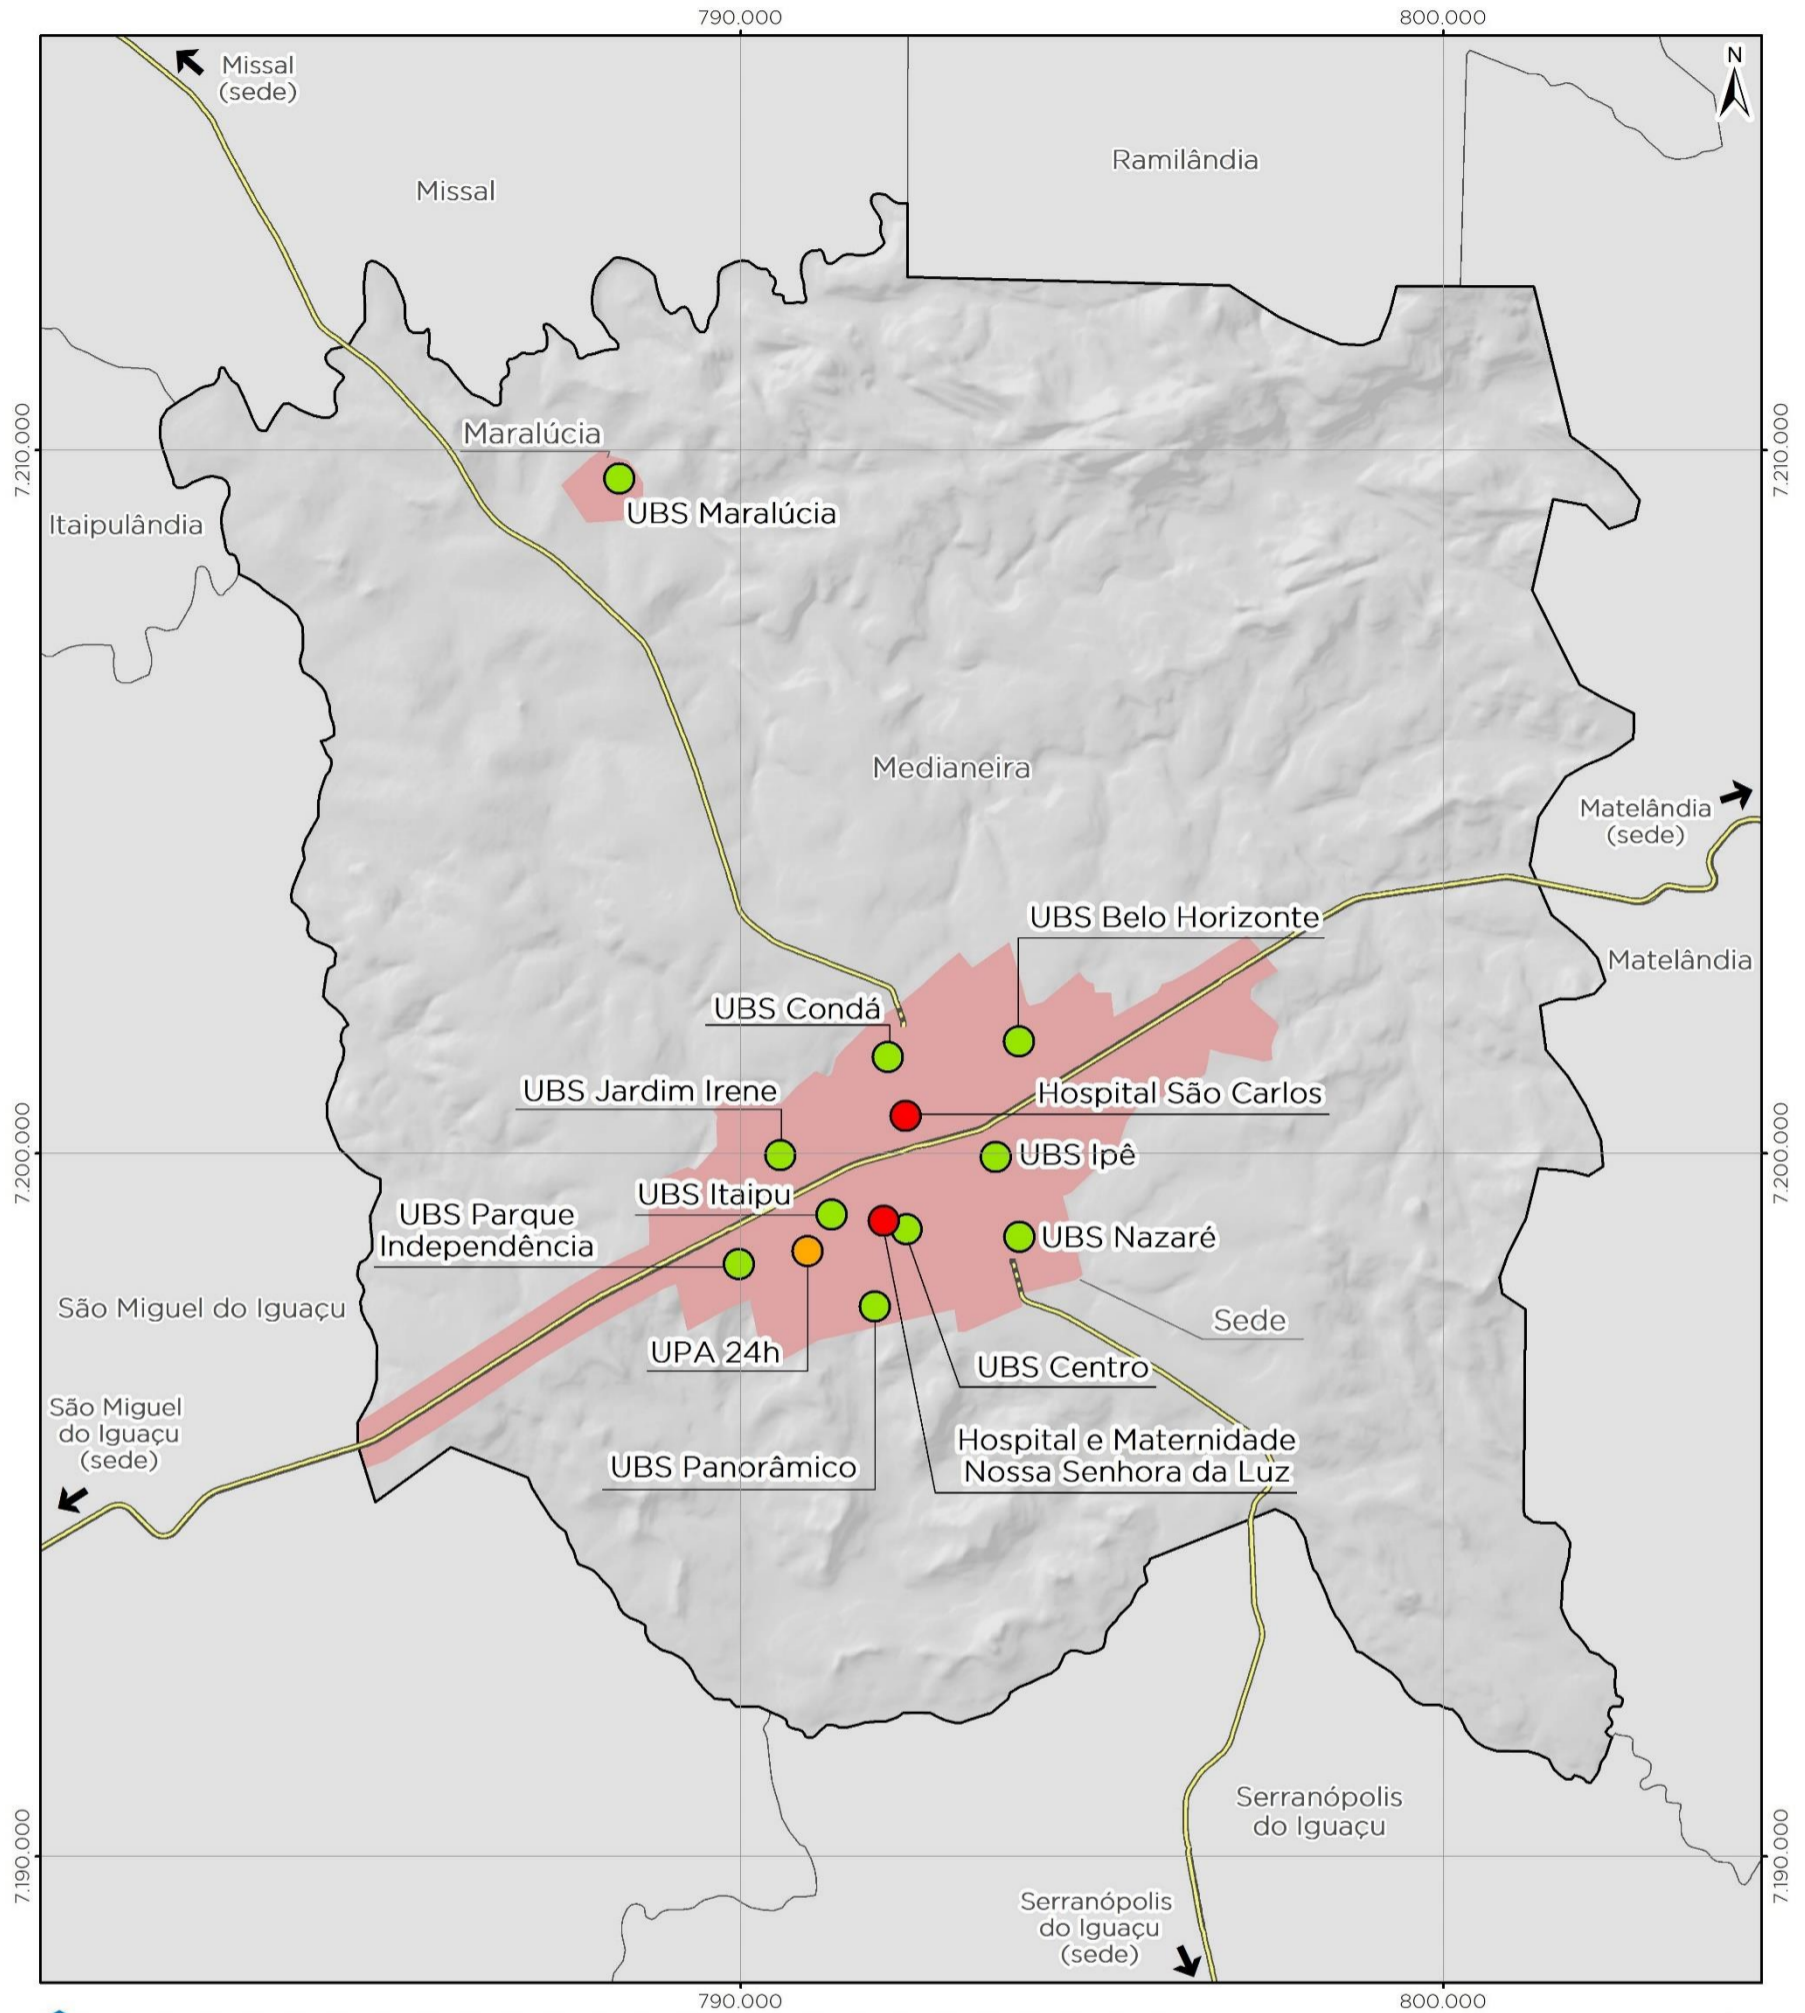 790.000
800.000
Missal
(sede)
N
Ramilândia
Missal
7.210.000
Maralúcia
7.210.000
UBS Maralúcia
Itaipulândia
Medianeira
Matelândia
(sede)
UBS Belo Horizonte
Matelândia
UBS Condá
UBS Jardim Irene
Hospital São Carlos
7.200.000
UBS Ipê
7.200.000
UBS Itaipu
UBS Parque
Independência
UBS Nazaré
São Miguel do Iguaçu
Sede
UPA 24h
UBS Centro
São Miguel
do Iguaçu
(sede)
Hospital e Maternidade
Nossa Senhora da Luz
UBS Panorâmico
Serranópolis
do Iguaçu
7.190.000
7.190.000
Serranópolis
do Iguaçu
(sede)
790.000
800.000